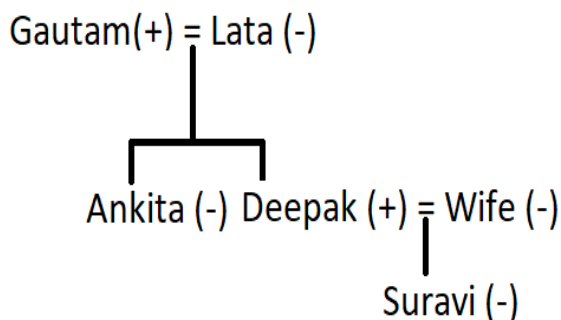 Gautam(+) = Lata (-)
Ankita (-) Deepak (+) = Wife (-)
Suravi (-)